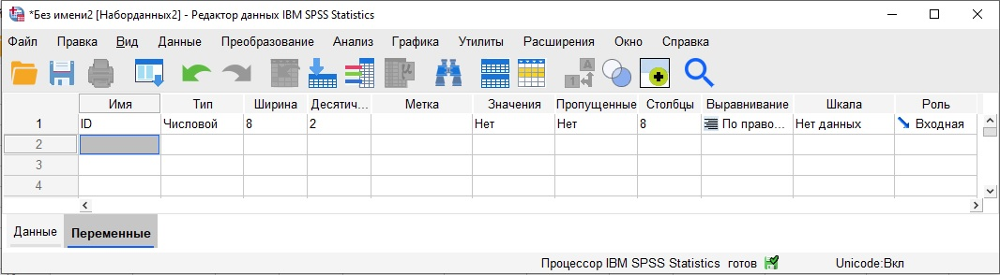 *Без имени2 [Наборданных2] - Редактор данных IBM SPSS Statistics
Файл Правка Вид Данные Преобразование Анализ Графика Утилиты Расширения Окно Справка
Имя Тип Ширина Десятич... Метка Значения Пропущенные Столбцы Выравнивание Шкала Роль
1 ID Числовой 8 2 Нет Нет 8 По право... Нет данных Входная
2
3
4
Данные Переменные
Процессор IBM SPSS Statistics готов Unicode:Вкл